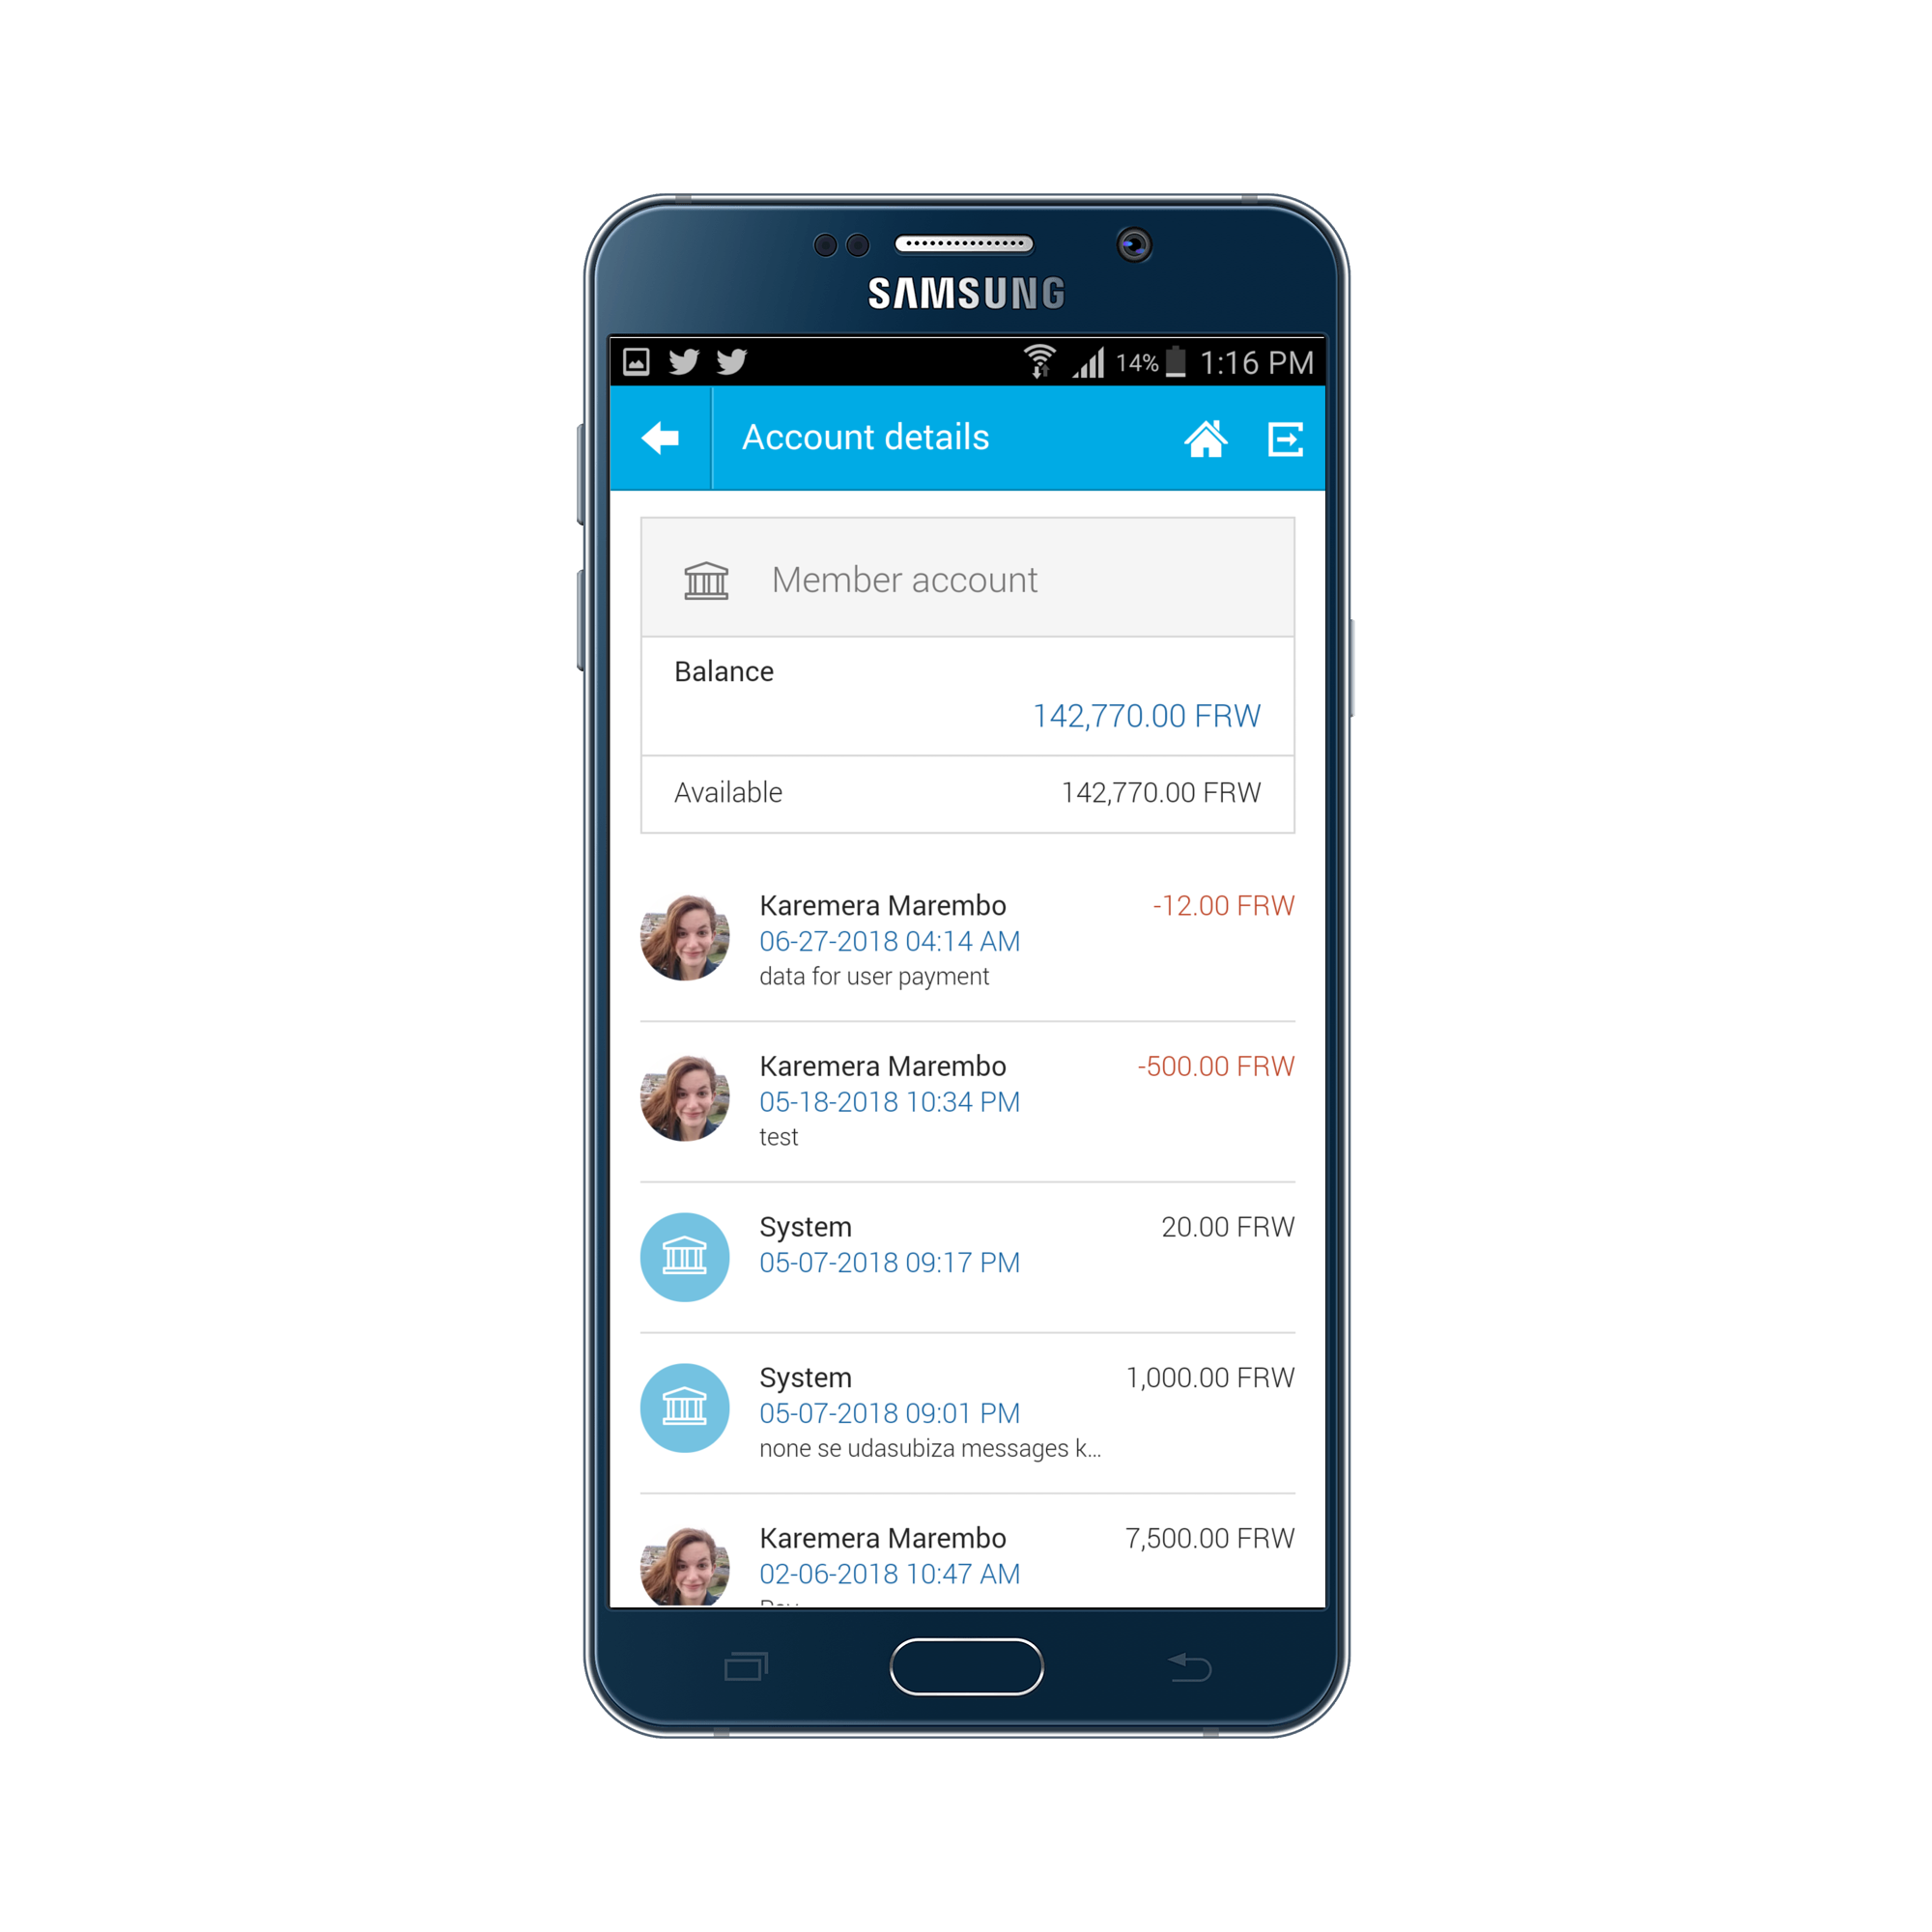 SAMSUNG
14% 1:16 PM
Account details
Member account
Balance
142,770.00 FRW
Available 142,770.00 FRW
Karemera Marembo -12.00 FRW
06-27-2018 04:14 AM
data for user payment
Karemera Marembo -500.00 FRW
05-18-2018 10:34 PM
test
System 20.00 FRW
05-07-2018 09:17 PM
System 1,000.00 FRW
05-07-2018 09:01 PM
none se udasubiza messages k...
Karemera Marembo 7,500.00 FRW
02-06-2018 10:47 AM